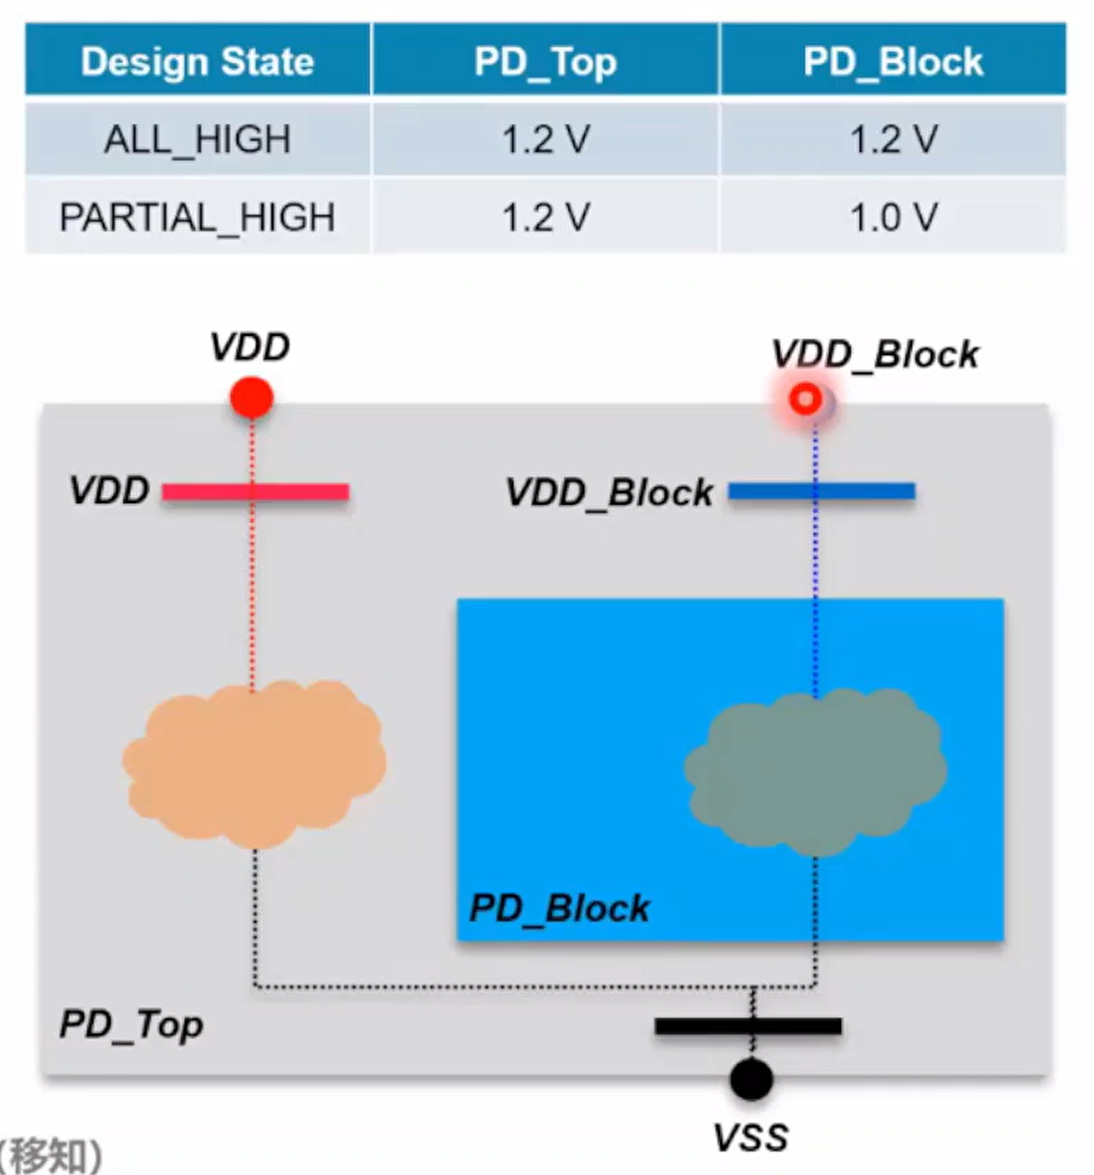 Design State PD_Top PD_Block
ALL_HIGH 1.2 V 1.2 V
PARTIAL_HIGH 1.2 V 1.0 V
VDD VDD_Block
VDD VDD_Block
PD_Block
PD_Top
VSS
(移知)